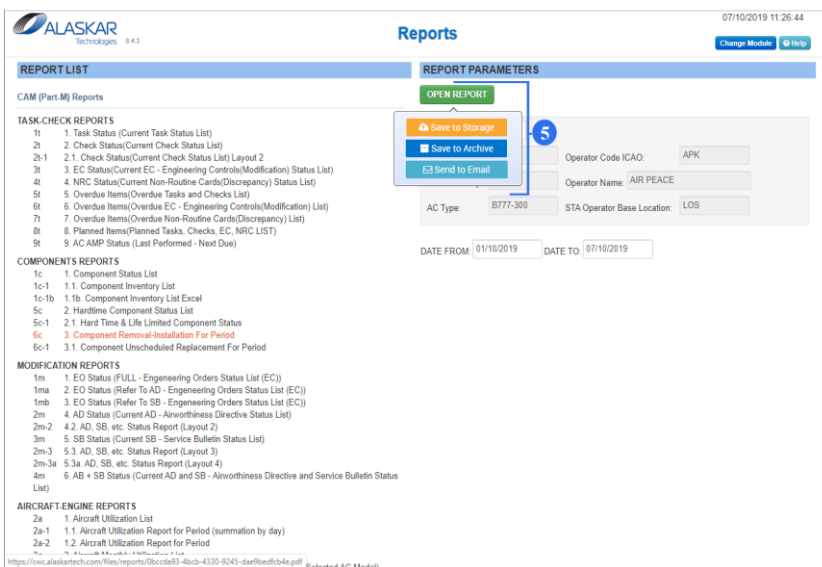 ALASKAR
Technologies 8.4.3
Reports
07/10/2019 11:26:44
Change Module Help
REPORT LIST
CAM (Part-M) Reports
TASK-CHECK REPORTS
1t 1. Task Status (Current Task Status List)
2t 2. Check Status(Current Check Status List)
2t-1 2.1. Check Status(Current Check Status List) Layout 2
3t 3. EC Status(Current EC - Engineering Controls(Modification) Status List)
4t 4. NRC Status(Current Non-Routine Cards(Discrepancy) Status List)
5t 5. Overdue Items(Overdue Tasks and Checks List)
6t 6. Overdue Items(Overdue EC - Engineering Controls(Modification) List)
7t 7. Overdue Items(Overdue Non-Routine Cards(Discrepancy) List)
8t 8. Planned Items(Planned Tasks, Checks, EC, NRC LIST)
9t 9. AC AMP Status (Last Performed - Next Due)
COMPONENTS REPORTS
1c 1. Component Status List
1c-1 1.1. Component Inventory List
1c-1b 1.1b. Component Inventory List Excel
5c 2. Hardtime Component Status List
5c-1 2.1. Hard Time & Life Limited Component Status
6c 3. Component Removal-Installation For Period
6c-1 3.1. Component Unscheduled Replacement For Period
MODIFICATION REPORTS
1m 1. EO Status (FULL - Engeneering Orders Status List (EC))
1ma 2. EO Status (Refer To AD - Engeneering Orders Status List (EC))
1mb 3. EO Status (Refer To SB - Engeneering Orders Status List (EC))
2m 4. AD Status (Current AD - Airworthiness Directive Status List)
2m-2 4.2. AD, SB, etc. Status Report (Layout 2)
3m 5. SB Status (Current SB - Service Bulletin Status List)
2m-3 5.3. AD, SB, etc. Status Report (Layout 3)
2m-3a 5.3a. AD, SB, etc. Status Report (Layout 4)
4m 6. AB + SB Status (Current AD and SB - Airworthiness Directive and Service Bulletin Status
List)
AIRCRAFT-ENGINE REPORTS
2a 1. Aircraft Utilization List
2a-1 1.1. Aircraft Utilization Report for Period (summation by day)
2a-2 1.2. Aircraft Utilization Report for Period
https://cwc.alaskartech.com/files/reports/0bccda93-4bcb-4330-9245-dae9bedfcb4e.pdf Selected AC Model)
REPORT PARAMETERS
OPEN REPORT
Save to Storage
Save to Archive
Send to Email
5
Operator Code ICAO: APK
Operator Name: AIR PEACE
AC Type: B777-300 STA Operator Base Location: LOS
DATE FROM: 01/10/2019 DATE TO: 07/10/2019